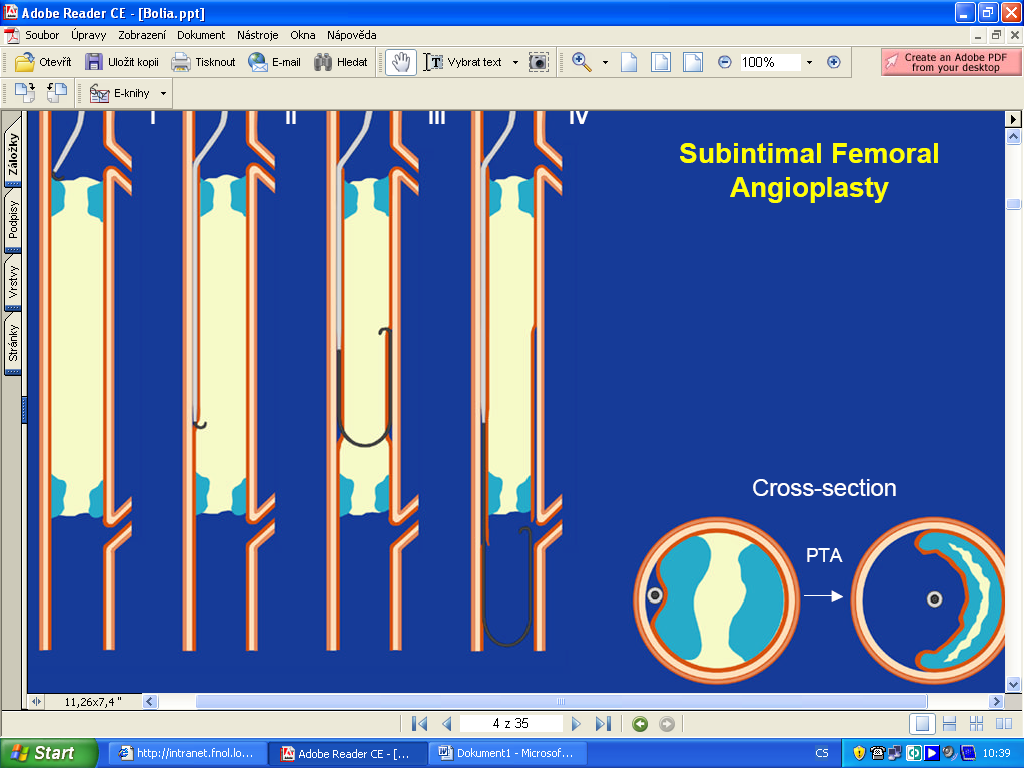 Adobe Reader CE - [Bolia.ppt]
Soubor Úpravy Zobrazení Dokument Nástroje Okna Nápověda
Otevřít Uložit kopii Tisknout E-mail Hledat Vybrat text 100% Create an Adobe PDF
from your desktop
E-knihy
Záložky
Podpisy
Vrstvy
Stránky
I II III IV
Subintimal Femoral
Angioplasty
Cross-section
PTA
11,26x7,4 "
4 z 35
Start http://intranet.fnol.lo... Adobe Reader CE - [... Dokument1 - Microsof... CS 10:39